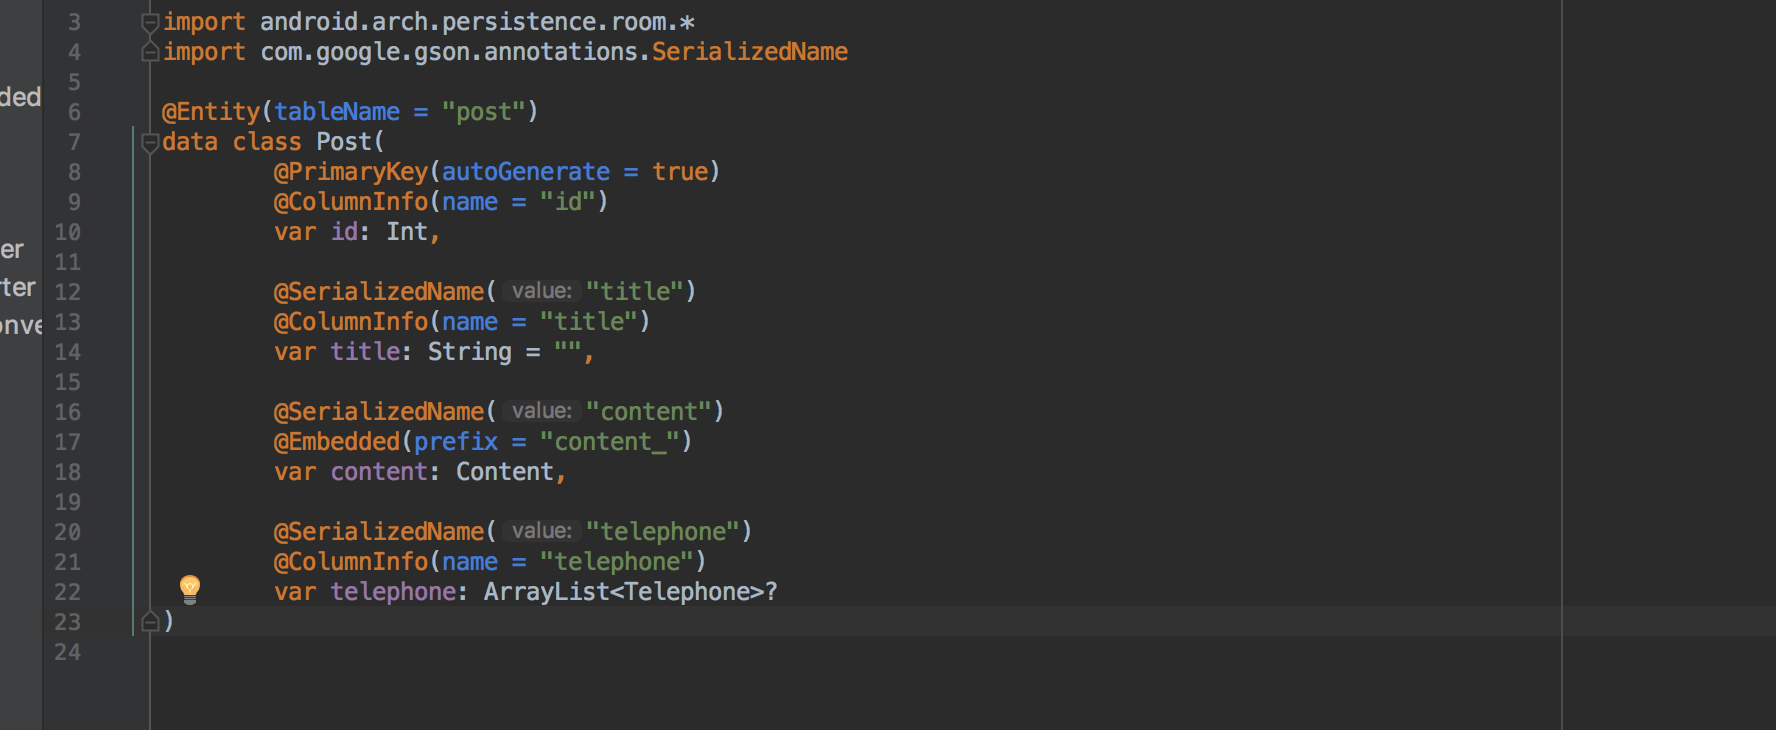 3 import android.arch.persistence.room.*
4 import com.google.gson.annotations.SerializedName
5
ded
6 @Entity(tableName = "post")
7 data class Post(
8 @PrimaryKey(autoGenerate = true)
9 @ColumnInfo(name = "id")
10 var id: Int,
er
11
rter
12 @SerializedName( value: "title")
onve
13 @ColumnInfo(name = "title")
14 var title: String = "",
15
16 @SerializedName( value: "content")
17 @Embedded(prefix = "content_")
18 var content: Content,
19
20 @SerializedName( value: "telephone")
21 @ColumnInfo(name = "telephone")
22 var telephone: ArrayList<Telephone>?
23 )
24